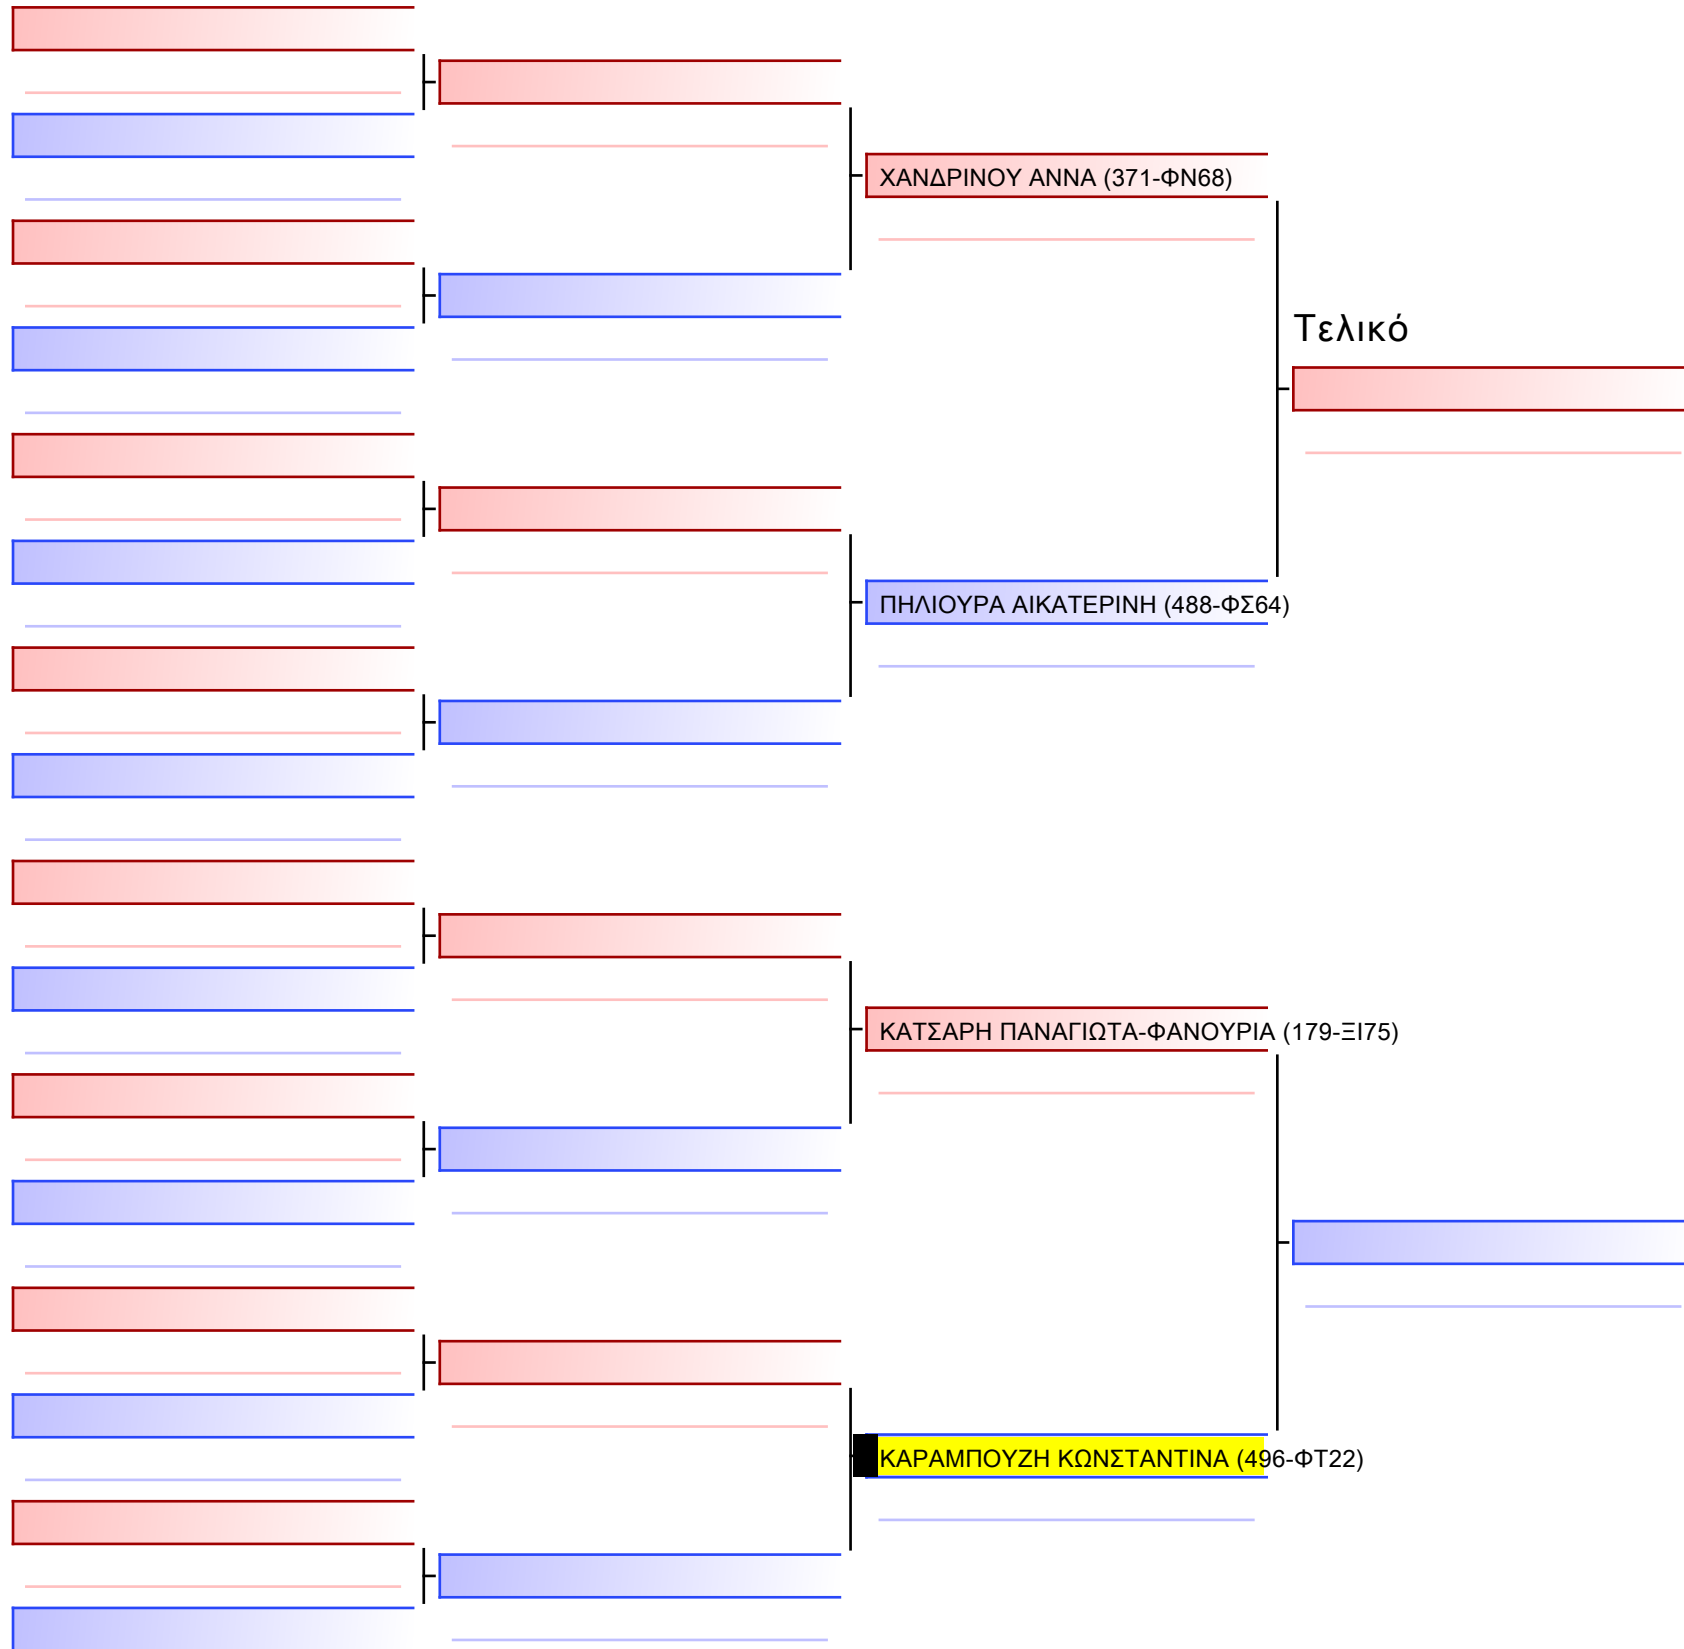 ΧΑΝΔΡΙΝΟΥ ΑΝΝΑ (371-ΦΝ68)
Τελικό
ΠΗΛΙΟΥΡΑ ΑΙΚΑΤΕΡΙΝΗ (488-ΦΣ64)
ΚΑΤΣΑΡΗ ΠΑΝΑΓΙΩΤΑ-ΦΑΝΟΥΡΙΑ (179-ΞΙ75)
ΚΑΡΑΜΠΟΥΖΗ ΚΩΝΣΤΑΝΤΙΝΑ (496-ΦΤ22)